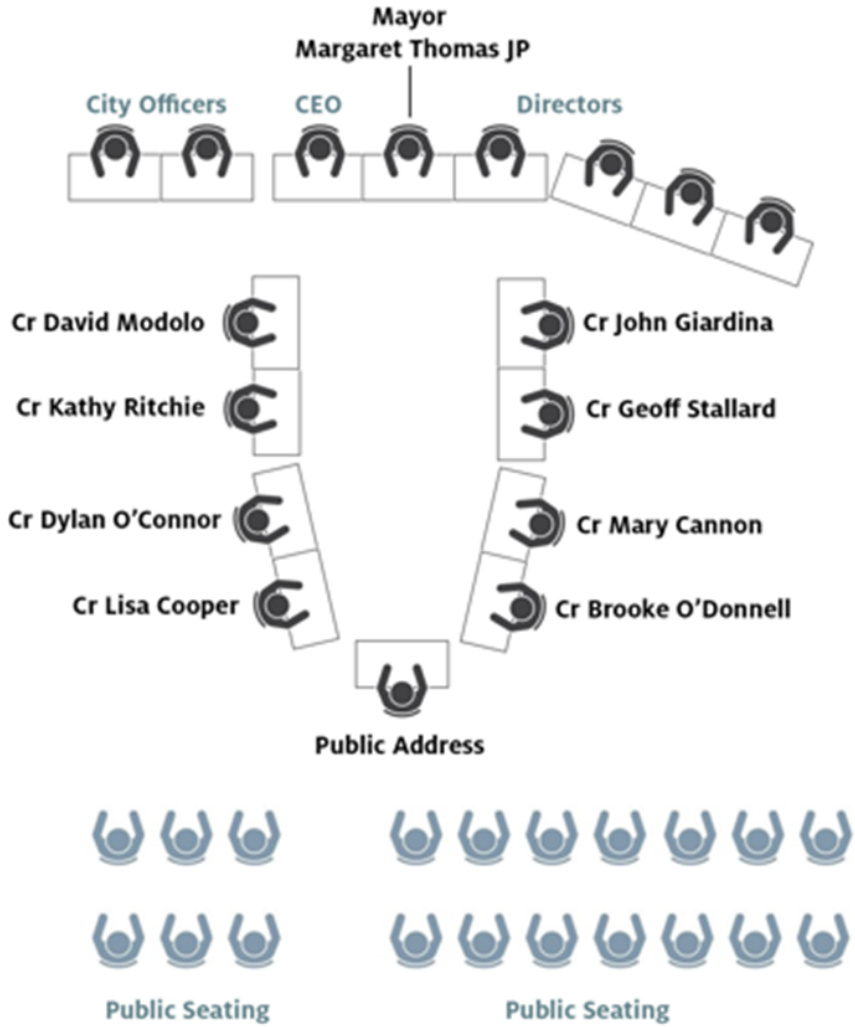 Mayor
Margaret Thomas JP
City Officers
CEO
Directors
Cr David Modolo
Cr John Giardina
Cr Kathy Ritchie
Cr Geoff Stallard
Cr Dylan O’Connor
Cr Mary Cannon
Cr Lisa Cooper
Cr Brooke O’Donnell
Public Address
Public Seating
Public Seating